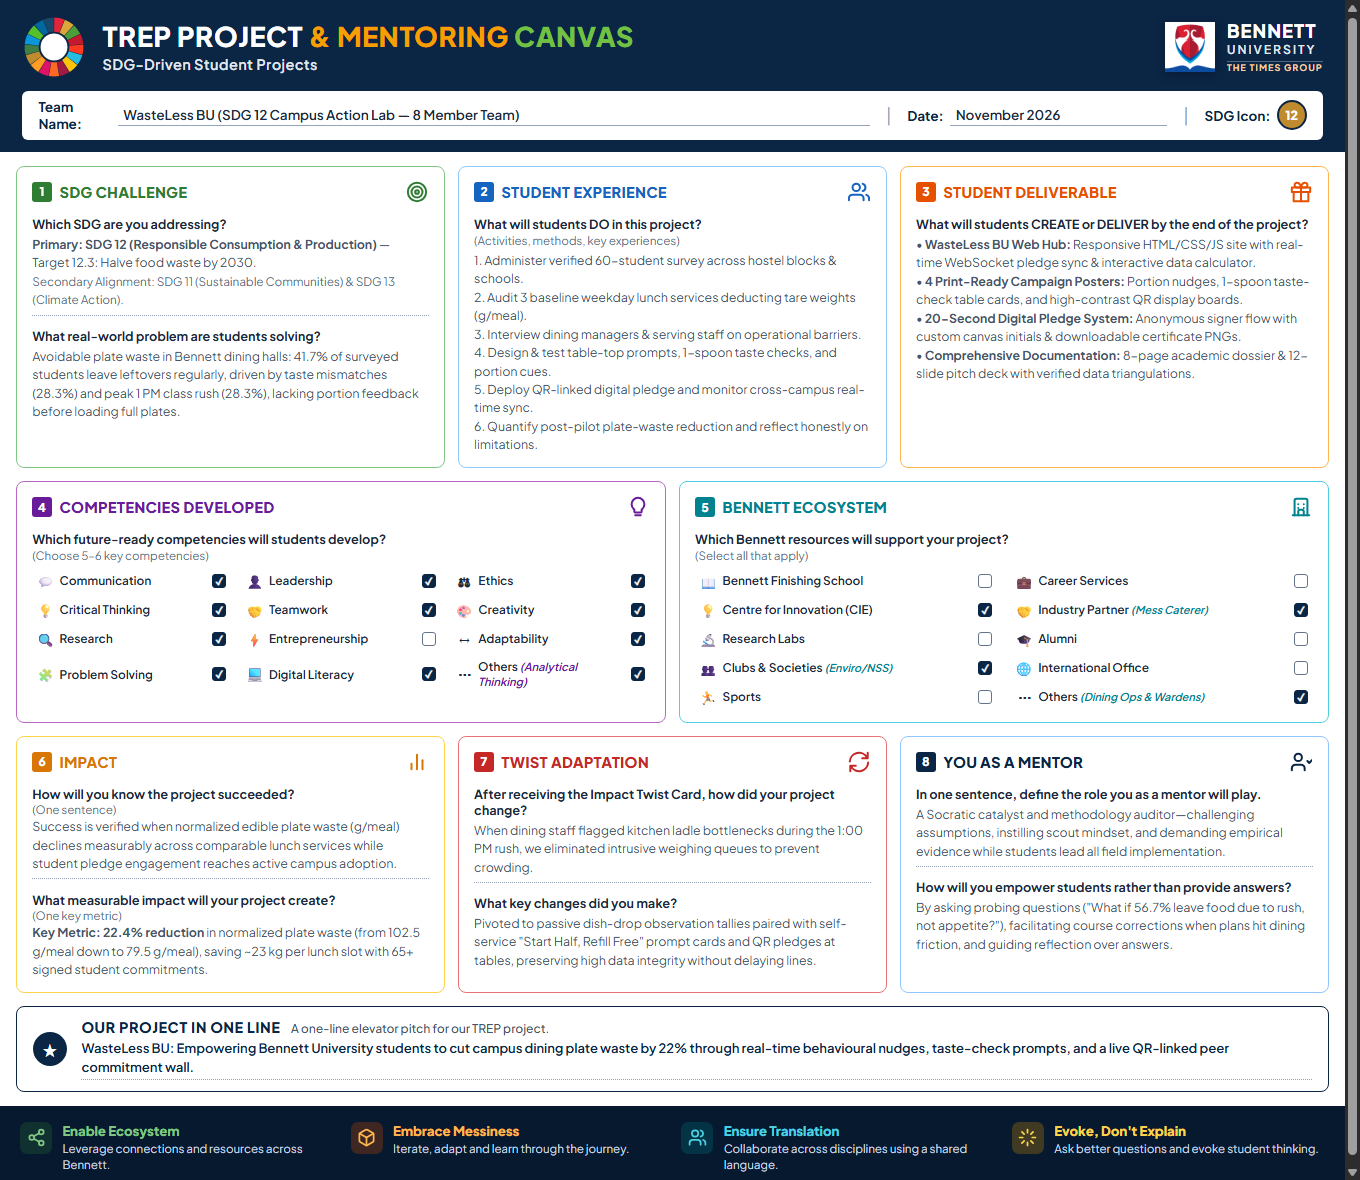 TREP PROJECT & MENTORING CANVAS
SDG-Driven Student Projects
BENNETT
UNIVERSITY
THE TIMES GROUP
Team
Name:
WasteLess BU (SDG 12 Campus Action Lab — 8 Member Team)
Date: November 2026
SDG Icon: 12
1 SDG CHALLENGE
Which SDG are you addressing?
Primary: SDG 12 (Responsible Consumption & Production) —
Target 12.3: Halve food waste by 2030.
Secondary Alignment: SDG 11 (Sustainable Communities) & SDG 13
(Climate Action).
What real-world problem are students solving?
Avoidable plate waste in Bennett dining halls: 41.7% of surveyed
students leave leftovers regularly, driven by taste mismatches
(28.3%) and peak 1 PM class rush (28.3%), lacking portion feedback
before loading full plates.
2 STUDENT EXPERIENCE
What will students DO in this project?
(Activities, methods, key experiences)
1. Administer verified 60-student survey across hostel blocks &
schools.
2. Audit 3 baseline weekday lunch services deducting tare weights
(g/meal).
3. Interview dining managers & serving staff on operational barriers.
4. Design & test table-top prompts, 1-spoon taste checks, and
portion cues.
5. Deploy QR-linked digital pledge and monitor cross-campus real-
time sync.
6. Quantify post-pilot plate-waste reduction and reflect honestly on
limitations.
3 STUDENT DELIVERABLE
What will students CREATE or DELIVER by the end of the project?
• WasteLess BU Web Hub: Responsive HTML/CSS/JS site with real-
time WebSocket pledge sync & interactive data calculator.
• 4 Print-Ready Campaign Posters: Portion nudges, 1-spoon taste-
check table cards, and high-contrast QR display boards.
• 20-Second Digital Pledge System: Anonymous signer flow with
custom canvas initials & downloadable certificate PNGs.
• Comprehensive Documentation: 8-page academic dossier & 12-
slide pitch deck with verified data triangulations.
4 COMPETENCIES DEVELOPED
Which future-ready competencies will students develop?
(Choose 5-6 key competencies)
Communication
Leadership
Ethics
Critical Thinking
Teamwork
Creativity
Research
Entrepreneurship
Adaptability
Problem Solving
Digital Literacy
Others (Analytical
Thinking)
5 BENNETT ECOSYSTEM
Which Bennett resources will support your project?
(Select all that apply)
Bennett Finishing School
Career Services
Centre for Innovation (CIE)
Industry Partner (Mess Caterer)
Research Labs
Alumni
Clubs & Societies (Enviro/NSS)
International Office
Sports
Others (Dining Ops & Wardens)
6 IMPACT
How will you know the project succeeded?
(One sentence)
Success is verified when normalized edible plate waste (g/meal)
declines measurably across comparable lunch services while
student pledge engagement reaches active campus adoption.
What measurable impact will your project create?
(One key metric)
Key Metric: 22.4% reduction in normalized plate waste (from 102.5
g/meal down to 79.5 g/meal), saving ~23 kg per lunch slot with 65+
signed student commitments.
7 TWIST ADAPTATION
After receiving the Impact Twist Card, how did your project
change?
When dining staff flagged kitchen ladle bottlenecks during the 1:00
PM rush, we eliminated intrusive weighing queues to prevent
crowding.
What key changes did you make?
Pivoted to passive dish-drop observation tallies paired with self-
service "Start Half, Refill Free" prompt cards and QR pledges at
tables, preserving high data integrity without delaying lines.
8 YOU AS A MENTOR
In one sentence, define the role you as a mentor will play.
A Socratic catalyst and methodology auditor—challenging
assumptions, instilling scout mindset, and demanding empirical
evidence while students lead all field implementation.
How will you empower students rather than provide answers?
By asking probing questions ("What if 56.7% leave food due to rush,
not appetite?"), facilitating course corrections when plans hit dining
friction, and guiding reflection over answers.
OUR PROJECT IN ONE LINE A one-line elevator pitch for our TREP project.
WasteLess BU: Empowering Bennett University students to cut campus dining plate waste by 22% through real-time behavioural nudges, taste-check prompts, and a live QR-linked peer
commitment wall.
Enable Ecosystem
Leverage connections and resources across
Bennett.
Embrace Messiness
Iterate, adapt and learn through the journey.
Ensure Translation
Collaborate across disciplines using a shared
language.
Evoke, Don't Explain
Ask better questions and evoke student thinking.